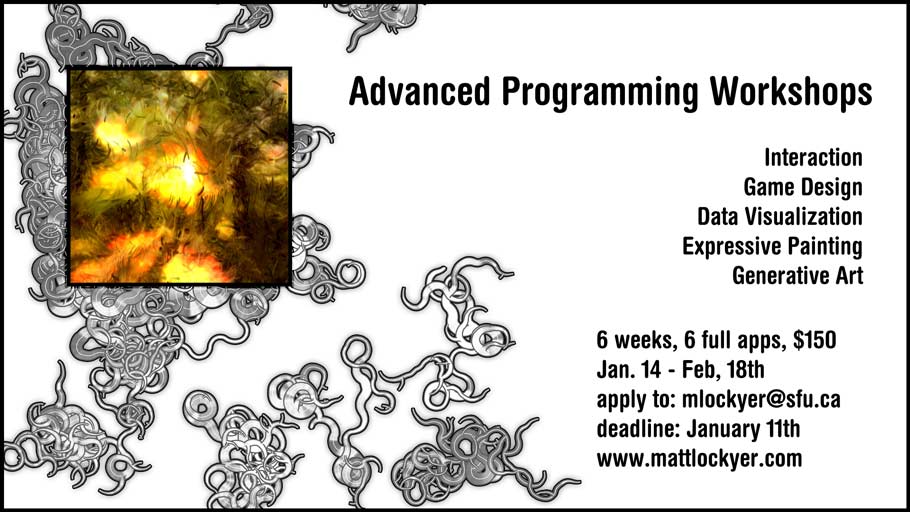 Advanced Programming Workshops
Interaction
Game Design
Data Visualization
Expressive Painting
Generative Art
6 weeks, 6 full apps, $150
Jan. 14 - Feb, 18th
apply to: mlockyer@sfu.ca
deadline: January 11th
www.mattlockyer.com